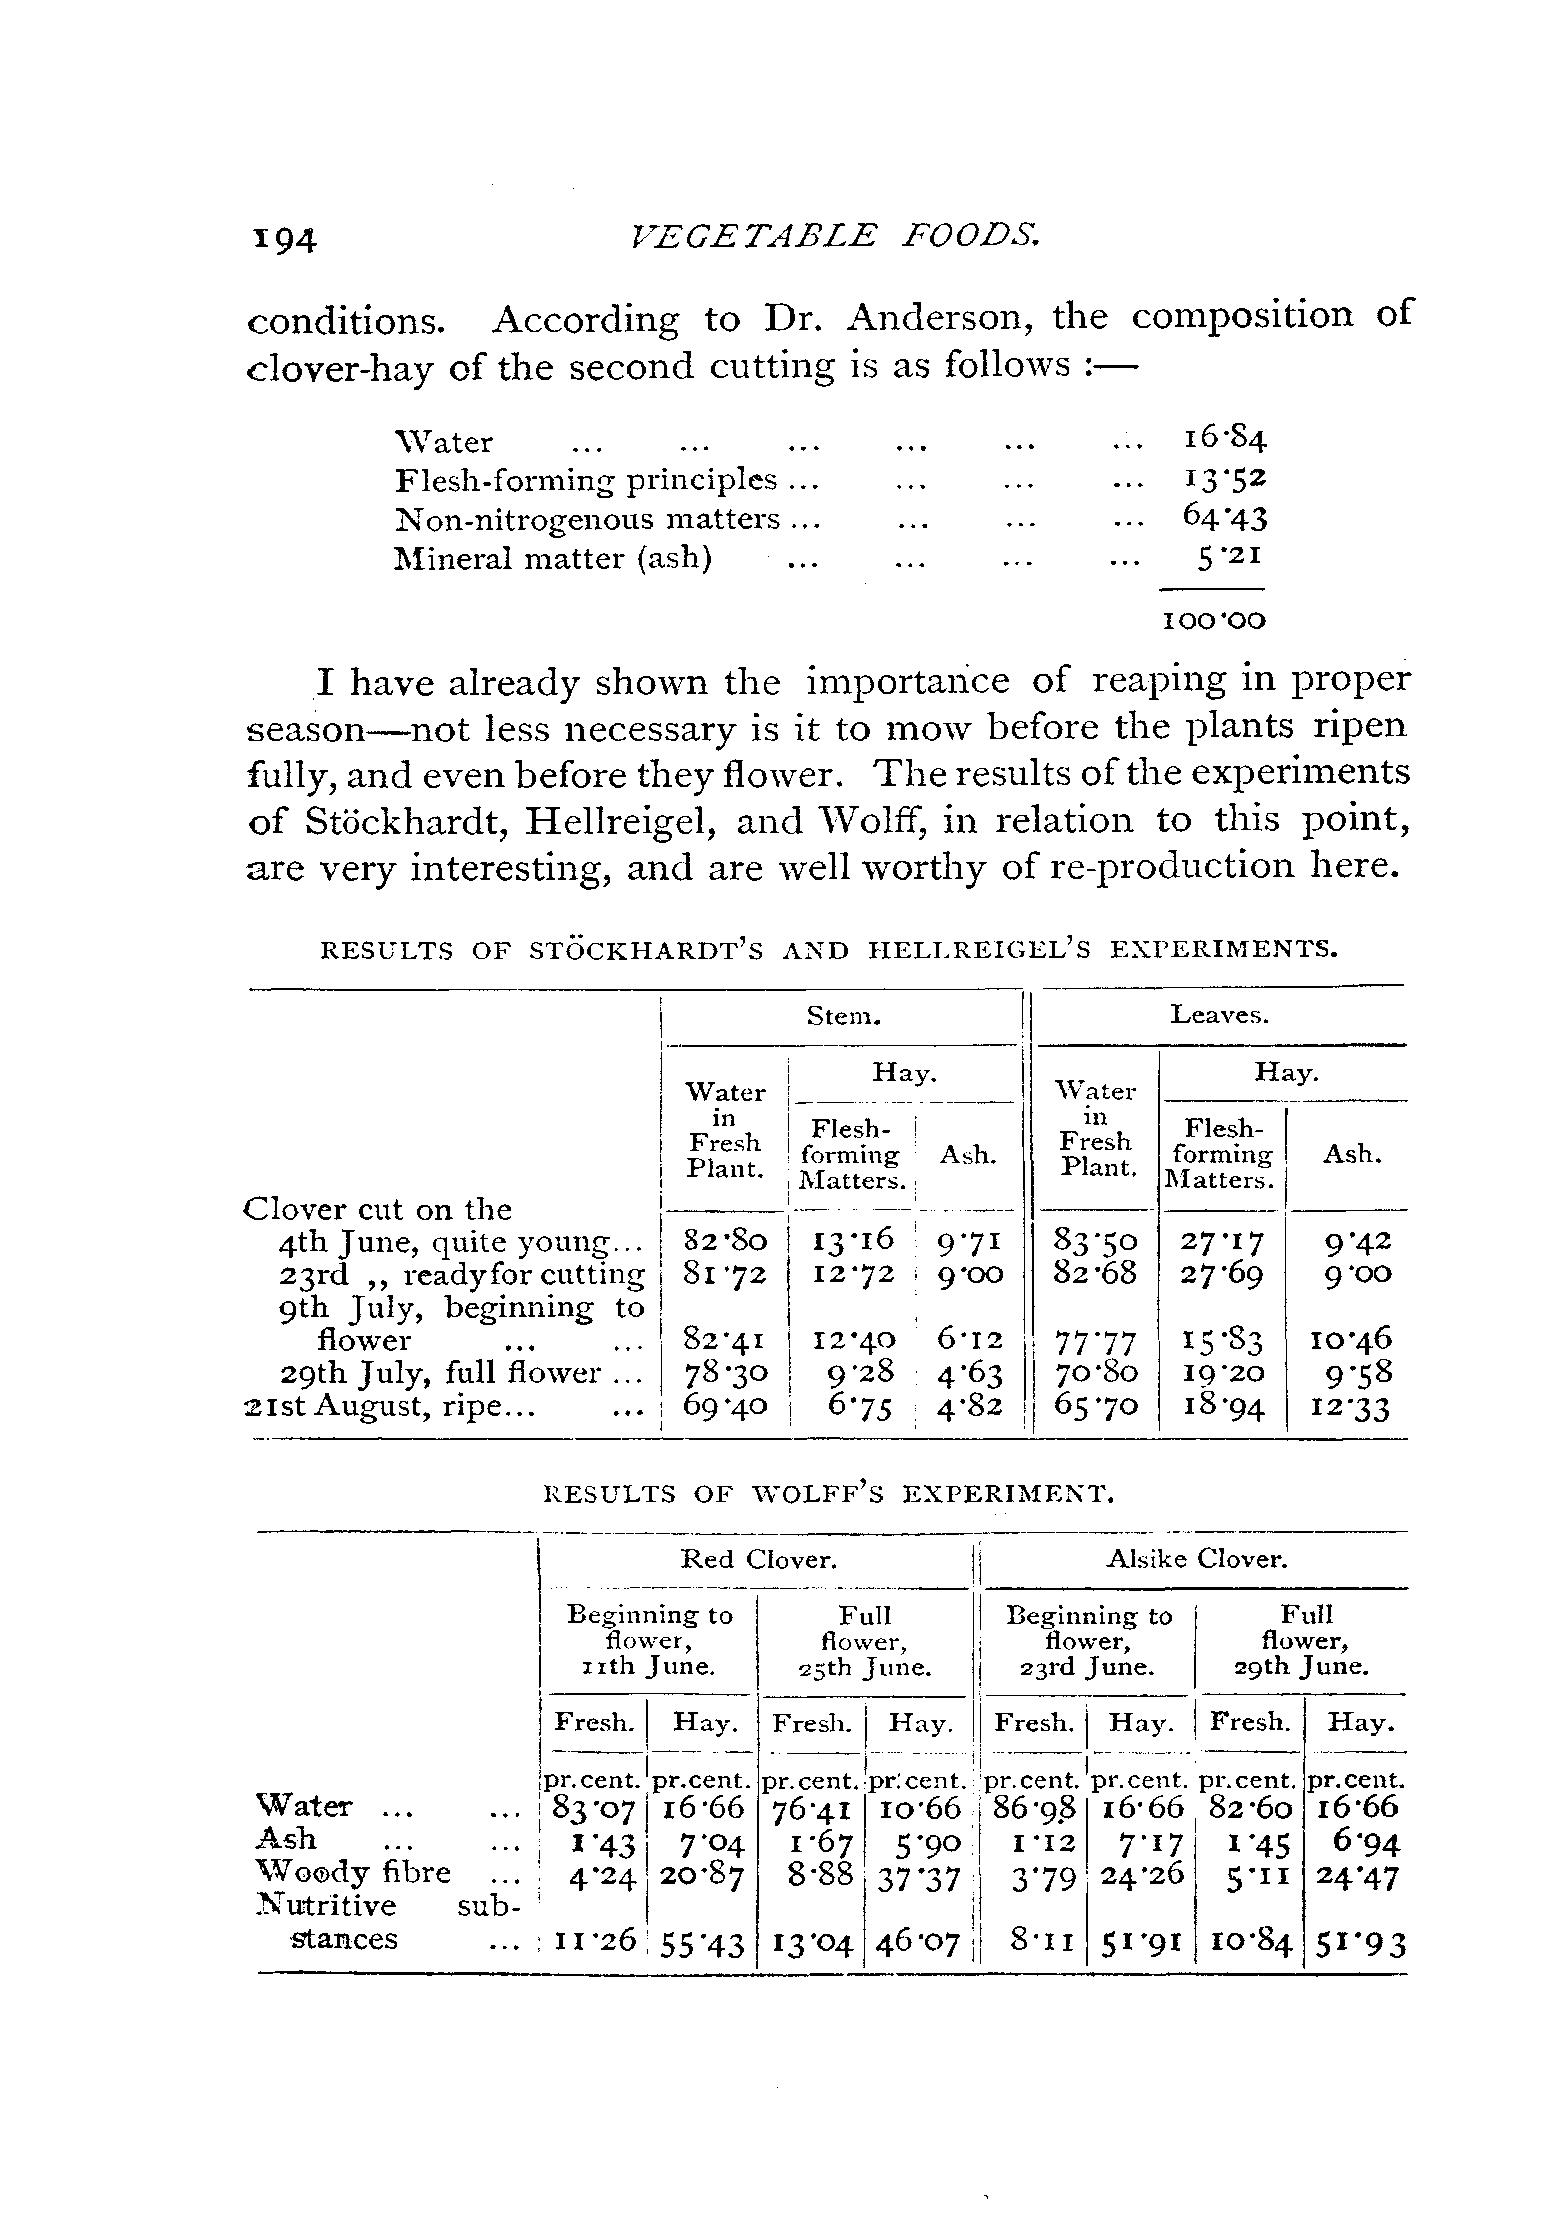 194 VEGETABLE FOODS.
conditions. According to Dr. Anderson, the composition of
clover-hay of the second cutting is as follows :—
Water ... ... ... ... ... ... 16·84
Flesh-forming principles ... ... ... ... 13·52
Non-nitrogenous matters ... ... ... ... 64·43
Mineral matter (ash) ... ... ... ... 5·21
100·00
I have already shown the importance of reaping in proper
season—not less necessary is it to mow before the plants ripen
fully, and even before they flower. The results of the experiments
of Stöckhardt, Hellreigel, and Wolff, in relation to this point,
are very interesting, and are well worthy of re-production here.
RESULTS OF STÖCKHARDT'S AND HELLREIGEL'S EXPERIMENTS.
Stem. Leaves.
Hay. Hay.
Water Water
in in
Flesh- Flesh-
Fresh Fresh
forming Ash. forming Ash.
Plant. Plant.
Matters. Matters.
Clover cut on the
4th June, quite young... 82·80 13·16 9·71 83·50 27·17 9·42
23rd ,, ready for cutting 81·72 12·72 9·00 82·68 27·69 9·00
9th July, beginning to
flower ... ... 82·41 12·40 6·12 77·77 15·83 10·46
29th July, full flower ... 78·30 9·28 4·63 70·80 19·20 9·58
21st August, ripe... ... 69·40 6·75 4·82 65·70 18·94 12·33
RESULTS OF WOLFF'S EXPERIMENT.
Red Clover. Alsike Clover.
Beginning to Full Beginning to Full
flower, flower, flower, flower,
11th June. 25th June. 23rd June. 29th June.
Fresh. Hay. Fresh. Hay. Fresh. Hay. Fresh. Hay.
pr.cent. pr.cent. pr.cent. pr.cent. pr.cent. pr.cent. pr.cent. pr.cent.
Water ... ... 83·07 16·66 76·41 10·66 86·98 16·66 82·60 16·66
Ash ... ... 1·43 7·04 1·67 5·90 1·12 7·17 1·45 6·94
Woody fibre ... 4·24 20·87 8·88 37·37 3·79 24·26 5·11 24·47
Nutritive sub-
stances ... 11·26 55·43 13·04 46·07 8·11 51·91 10·84 51·93